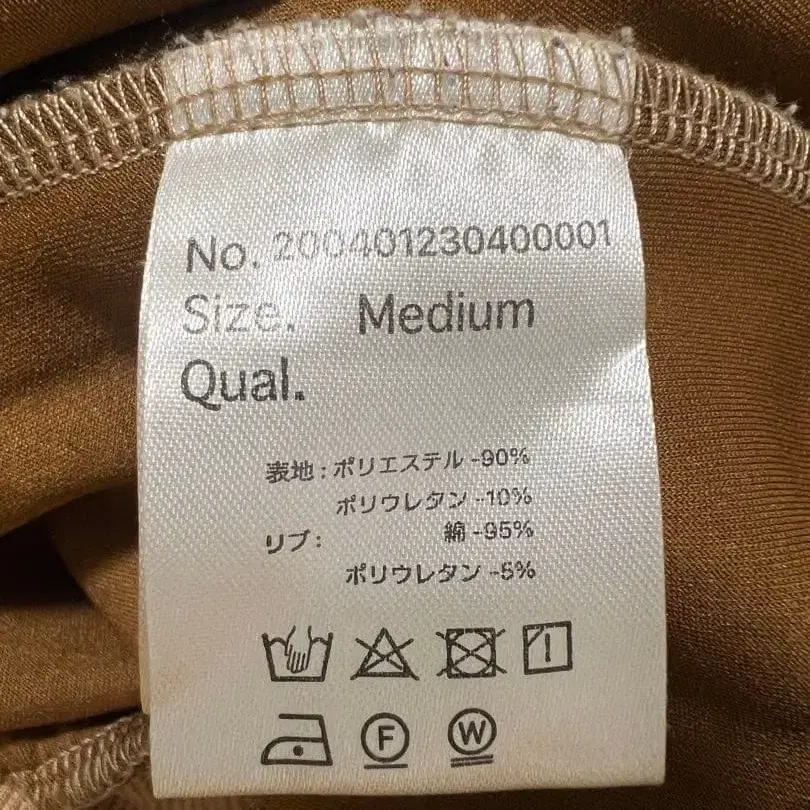 No. 200401230400001
Size. Medium
Qual.
表地 : ポリエステル -90%
ポリウレタン -10%
リブ : 綿 -95%
ポリウレタン -5%
F W